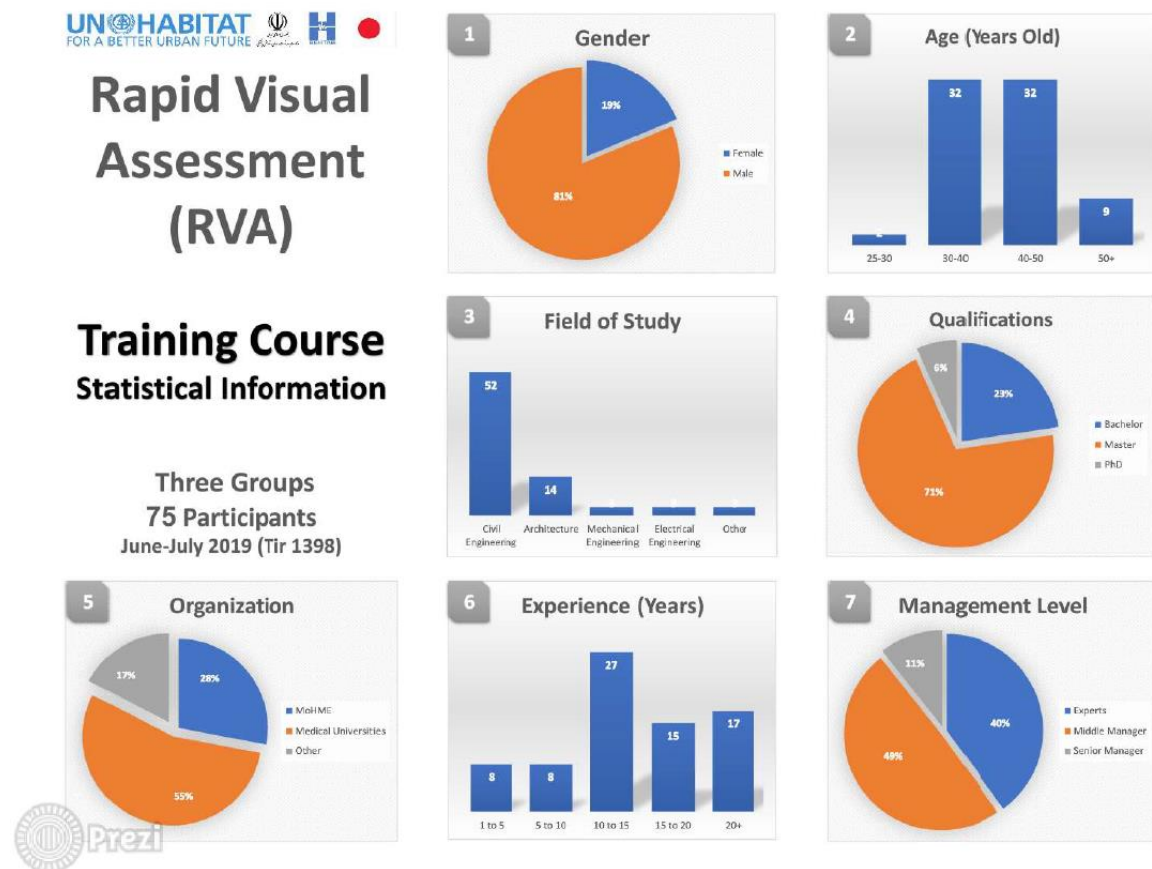 UN HABITAT
FOR A BETTER URBAN FUTURE
Rapid Visual
Assessment
(RVA)
Training Course
Statistical Information
Three Groups
75 Participants
June-July 2019 (Tir 1398)
1
Gender
19%
81%
Female
Male
2
Age (Years Old)
32
32
9
25-30
30-40
40-50
50+
3
Field of Study
52
14
Civil Engineering
Architecture
Mechanical Engineering
Electrical Engineering
Other
4
Qualifications
6%
23%
71%
Bachelor
Master
PhD
5
Organization
17%
28%
55%
MoHME
Medical Universities
Other
6
Experience (Years)
8
8
27
15
17
1 to 5
5 to 10
10 to 15
15 to 20
20+
7
Management Level
11%
40%
49%
Experts
Middle Manager
Senior Manager
Prezi